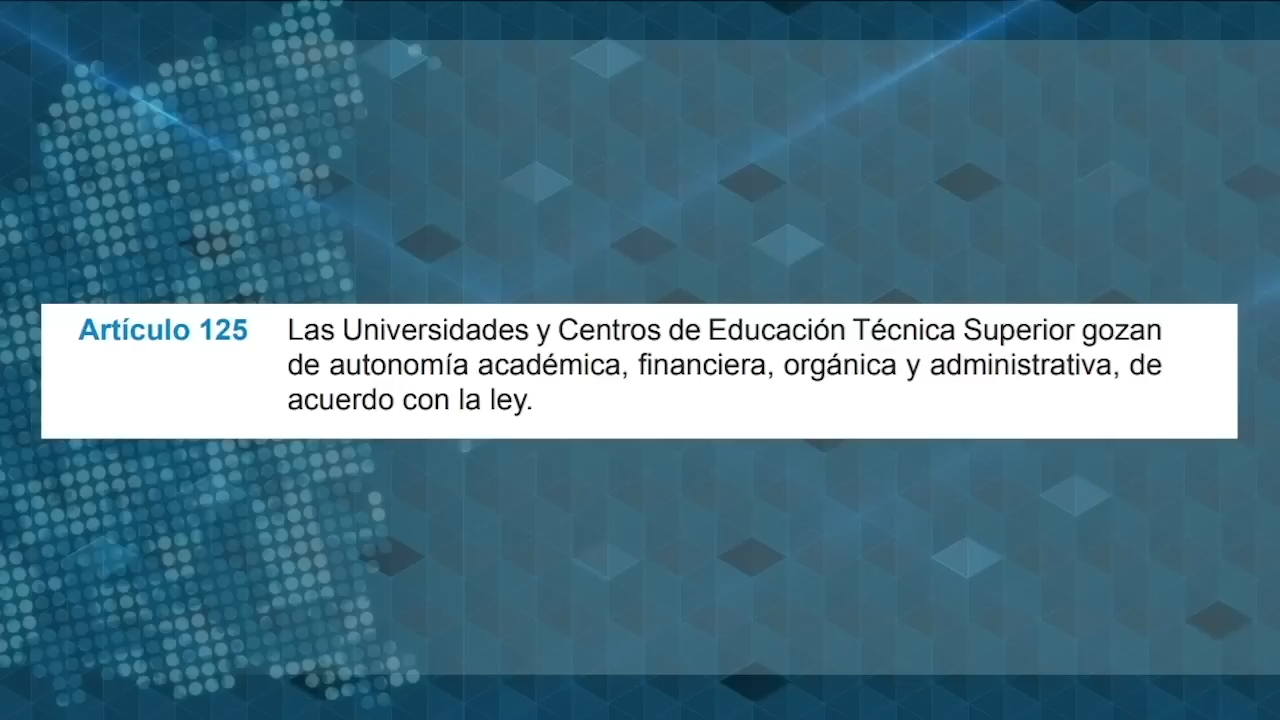 Artículo 125 Las Universidades y Centros de Educación Técnica Superior gozan
de autonomía académica, financiera, orgánica y administrativa, de
acuerdo con la ley.